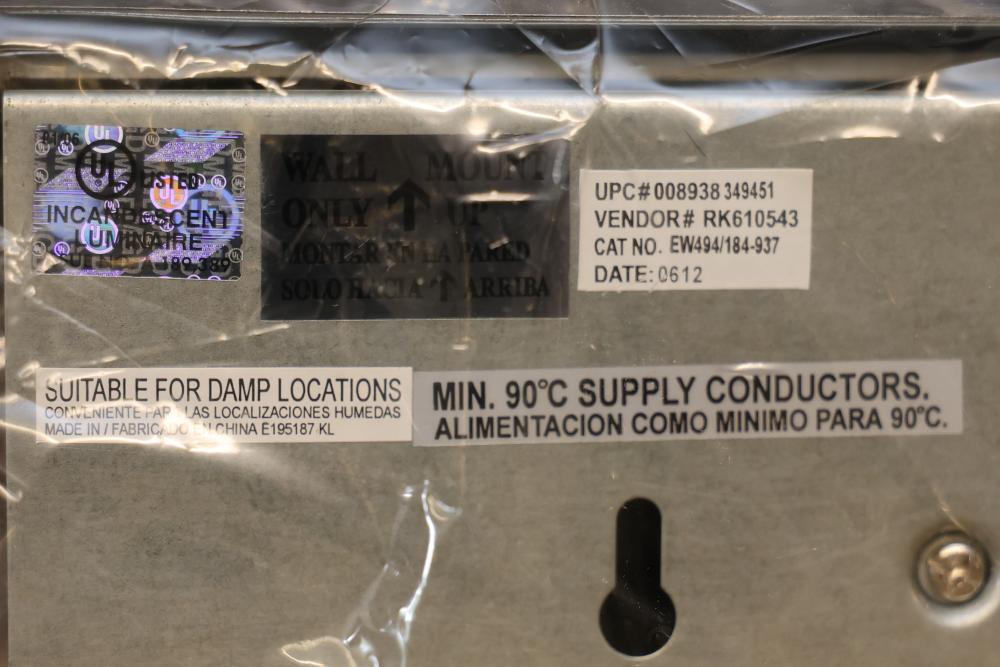 UL
LISTED
INCANDESCENT
LUMINAIRE
WALL MOUNT
ONLY ↑ UP
MONTAR EN LA PARED
SOLO HACIA ↑ ARRIBA
UPC# 008938 349451
VENDOR# RK610543
CAT NO. EW494/184-937
DATE: 0612
SUITABLE FOR DAMP LOCATIONS
CONVENIENTE PARA LAS LOCALIZACIONES HUMEDAS
MADE IN / FABRICADO EN CHINA E195187 KL
MIN. 90°C SUPPLY CONDUCTORS.
ALIMENTACION COMO MINIMO PARA 90°C.